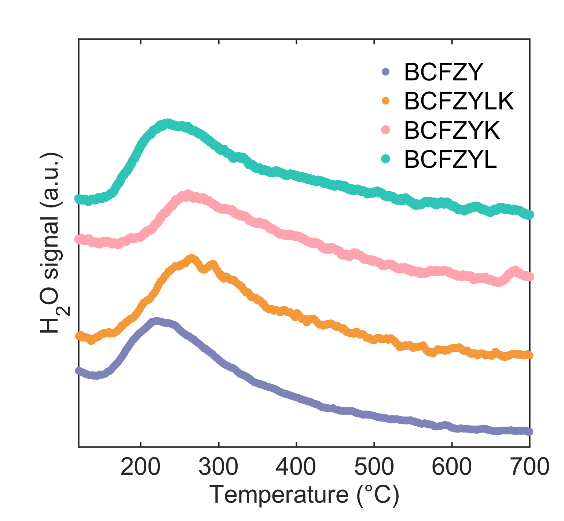 BCFZY
BCFZYLK
BCFZYK
BCFZYL
H₂O signal (a.u.)
200 300 400 500 600 700
Temperature (°C)